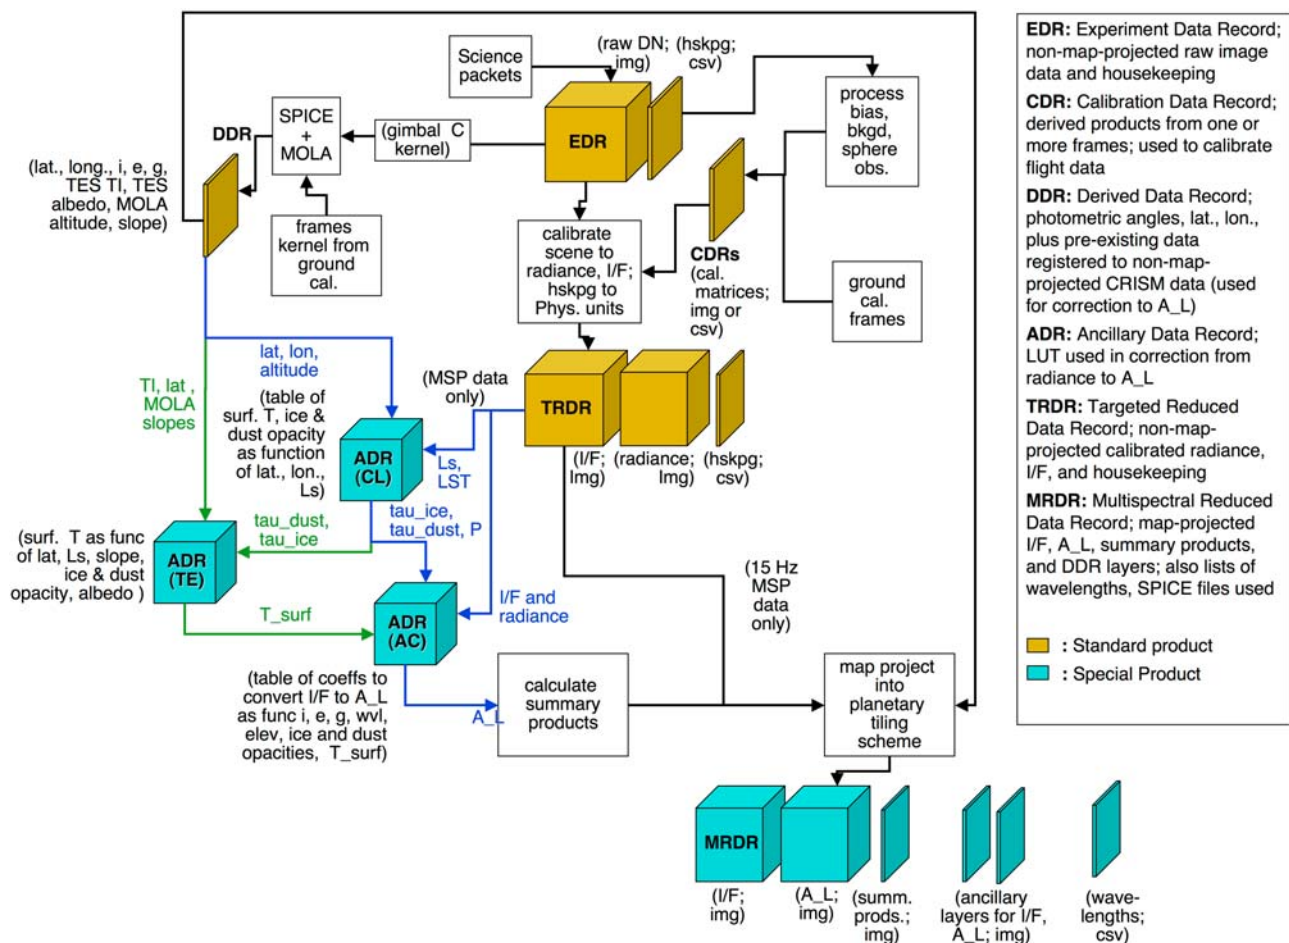 Science
packets
(raw DN;
img)
(hskpg;
csv)
EDR
process
bias,
bkgd,
sphere
obs.
(gimbal C
kernel)
SPICE
+
MOLA
DDR
(lat., long., i, e, g,
TES TI, TES
albedo, MOLA
altitude, slope)
frames
kernel from
ground
cal.
calibrate
scene to
radiance, I/F;
hskpg to
Phys. units
CDRs
(cal.
matrices;
img or
csv)
ground
cal.
frames
lat, lon,
altitude
TI, lat ,
MOLA
slopes
(table of
surf. T, ice &
dust opacity
as function
of lat., lon.,
Ls)
(MSP data
only)
TRDR
(I/F;
Img)
(radiance;
Img)
(hskpg;
csv)
ADR
(CL)
Ls,
LST
tau_ice,
tau_dust, P
tau_dust,
tau_ice
(surf. T as func
of lat, Ls, slope,
ice & dust
opacity, albedo )
ADR
(TE)
T_surf
ADR
(AC)
I/F and
radiance
(15 Hz
MSP
data
only)
(table of coeffs to
convert I/F to A_L
as func i, e, g, wvl,
elev, ice and dust
opacities, T_surf)
A_L
calculate
summary
products
map project
into
planetary
tiling
scheme
MRDR
(I/F;
img)
(A_L;
img)
(summ.
prods.;
img)
(ancillary
layers for I/F,
A_L; img)
(wave-
lengths;
csv)
EDR: Experiment Data Record;
non-map-projected raw image
data and housekeeping
CDR: Calibration Data Record;
derived products from one or
more frames; used to calibrate
flight data
DDR: Derived Data Record;
photometric angles, lat., lon.,
plus pre-existing data
registered to non-map-
projected CRISM data (used
for correction to A_L)
ADR: Ancillary Data Record;
LUT used in correction from
radiance to A_L
TRDR: Targeted Reduced
Data Record; non-map-
projected calibrated radiance,
I/F, and housekeeping
MRDR: Multispectral Reduced
Data Record; map-projected
I/F, A_L, summary products,
and DDR layers; also lists of
wavelengths, SPICE files used
: Standard product
: Special Product